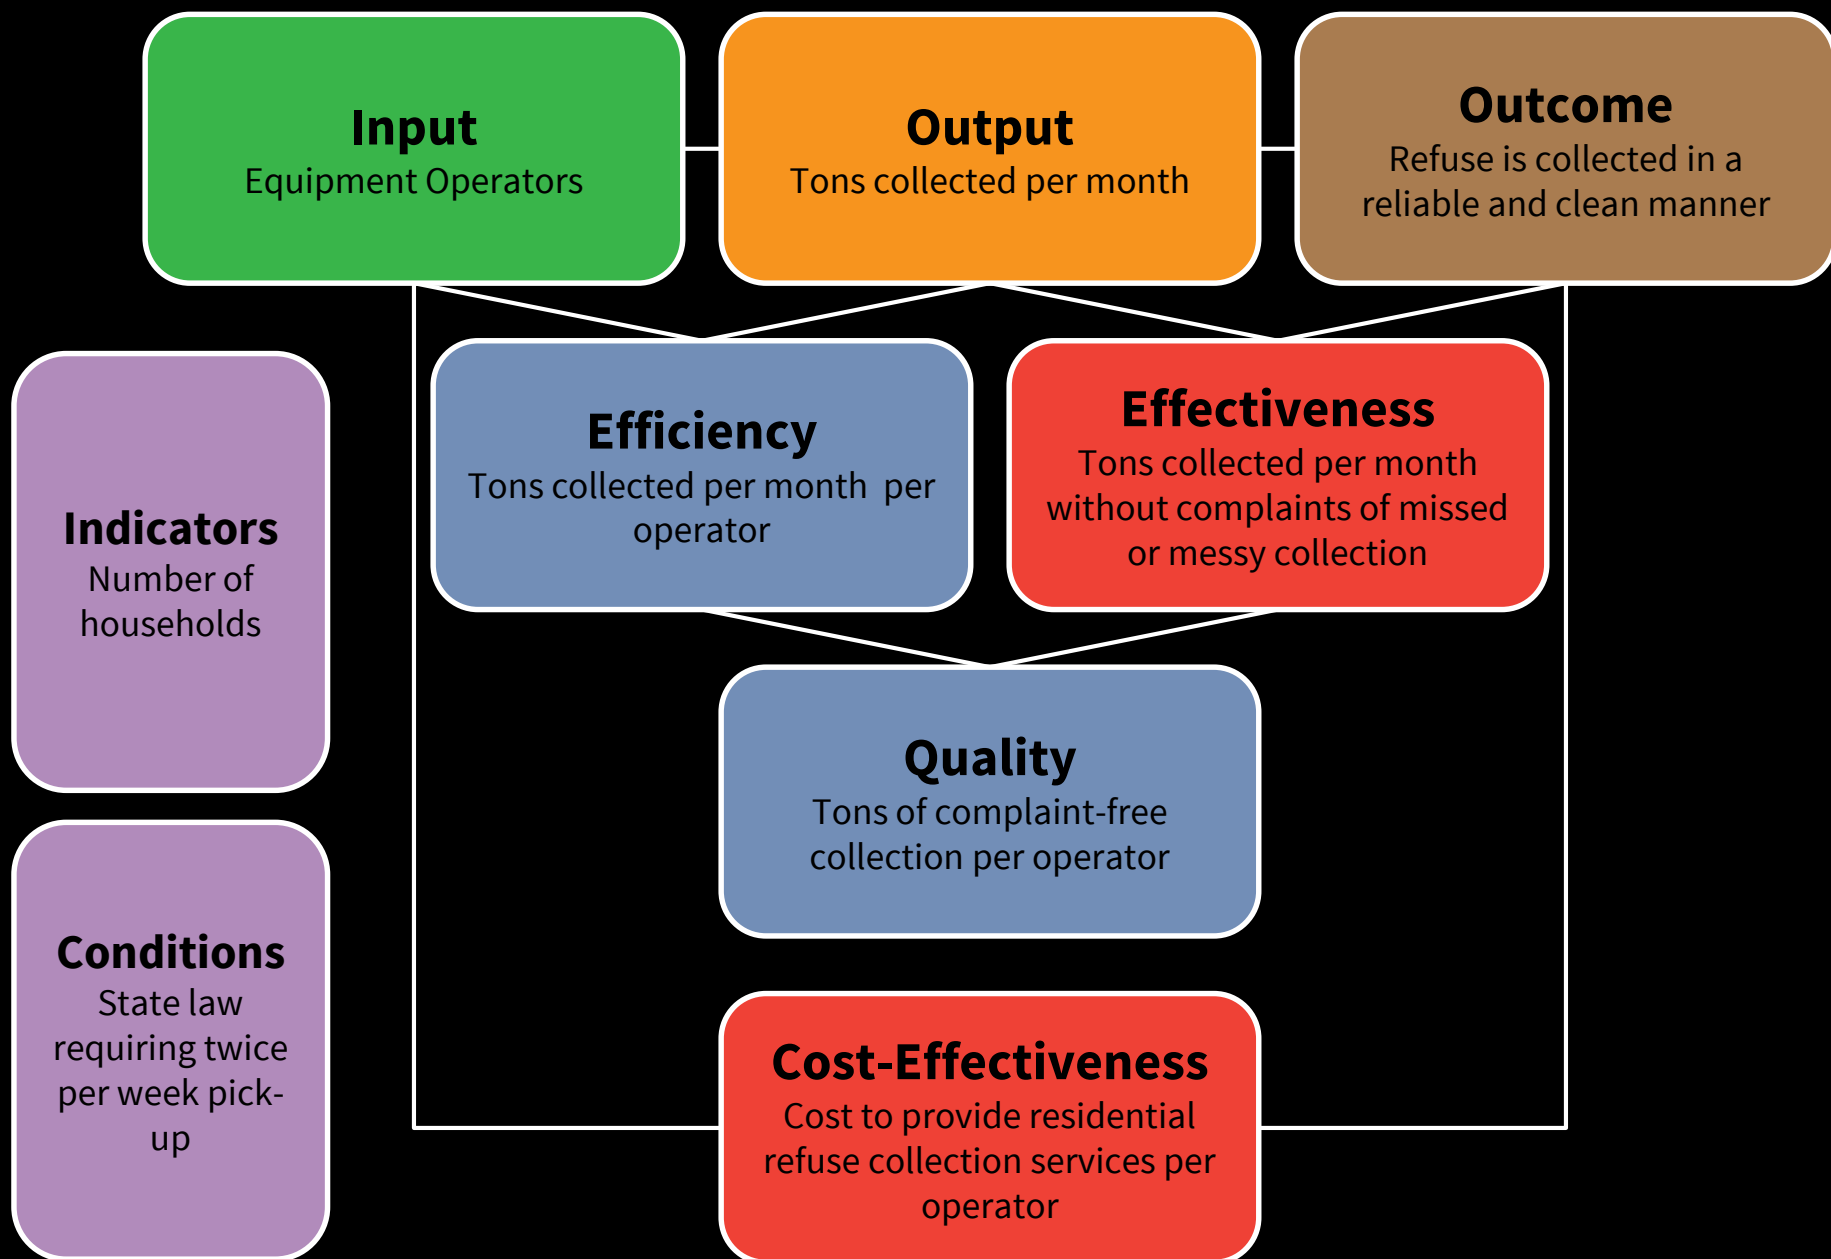 Input
Equipment Operators
Output
Tons collected per month
Outcome
Refuse is collected in a
reliable and clean manner
Indicators
Number of
households
Efficiency
Tons collected per month  per
operator
Effectiveness
Tons collected per month
without complaints of missed
or messy collection
Quality
Tons of complaint-free
collection per operator
Conditions
State law
requiring twice
per week pick-
up
Cost-Effectiveness
Cost to provide residential
refuse collection services per
operator